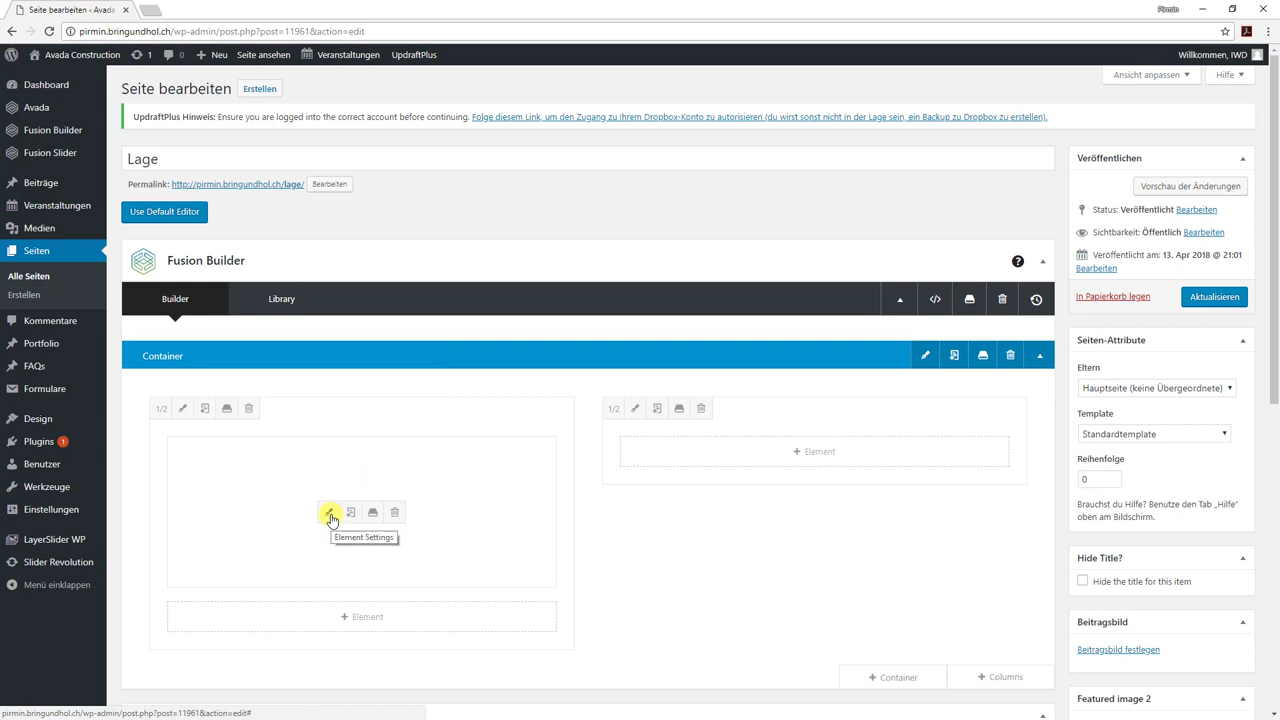 Seite bearbeiten ‹ Avada
Pirmin
pirmin.bringundhol.ch/wp-admin/post.php?post=11961&action=edit
Avada Construction
1
0
Neu
Seite ansehen
Veranstaltungen
UpdraftPlus
Willkommen, IWD
Dashboard
Avada
Fusion Builder
Fusion Slider
Beiträge
Veranstaltungen
Medien
Seiten
Alle Seiten
Erstellen
Kommentare
Portfolio
FAQs
Formulare
Design
Plugins 1
Benutzer
Werkzeuge
Einstellungen
LayerSlider WP
Slider Revolution
Menü einklappen
Ansicht anpassen
Hilfe
Seite bearbeiten
Erstellen
UpdraftPlus Hinweis: Ensure you are logged into the correct account before continuing. Folge diesem Link, um den Zugang zu Ihrem Dropbox-Konto zu autorisieren (du wirst sonst nicht in der Lage sein, ein Backup zu Dropbox zu erstellen).
Lage
Permalink: http://pirmin.bringundhol.ch/lage/ Bearbeiten
Use Default Editor
Fusion Builder
?
Builder
Library
Container
1/2
1/2
+ Element
Element Settings
+ Element
+ Container
+ Columns
Veröffentlichen
Vorschau der Änderungen
Status: Veröffentlicht Bearbeiten
Sichtbarkeit: Öffentlich Bearbeiten
Veröffentlicht am: 13. Apr 2018 @ 21:01
Bearbeiten
In Papierkorb legen
Aktualisieren
Seiten-Attribute
Eltern
Hauptseite (keine Übergeordnete)
Template
Standardtemplate
Reihenfolge
0
Brauchst du Hilfe? Benutze den Tab „Hilfe"
oben am Bildschirm.
Hide Title?
Hide the title for this item
Beitragsbild
Beitragsbild festlegen
Featured image 2
pirmin.bringundhol.ch/wp-admin/post.php?post=11961&action=edit#